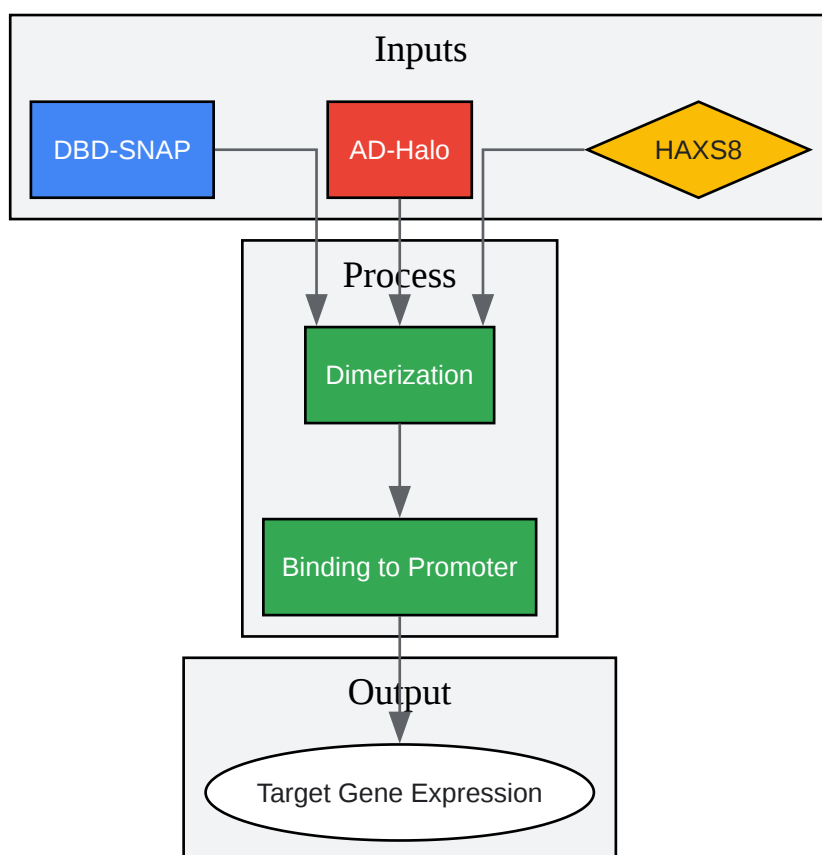 Inputs
DBD-SNAP
AD-Halo
HAXS8
Process
Dimerization
Binding to Promoter
Output
Target Gene Expression